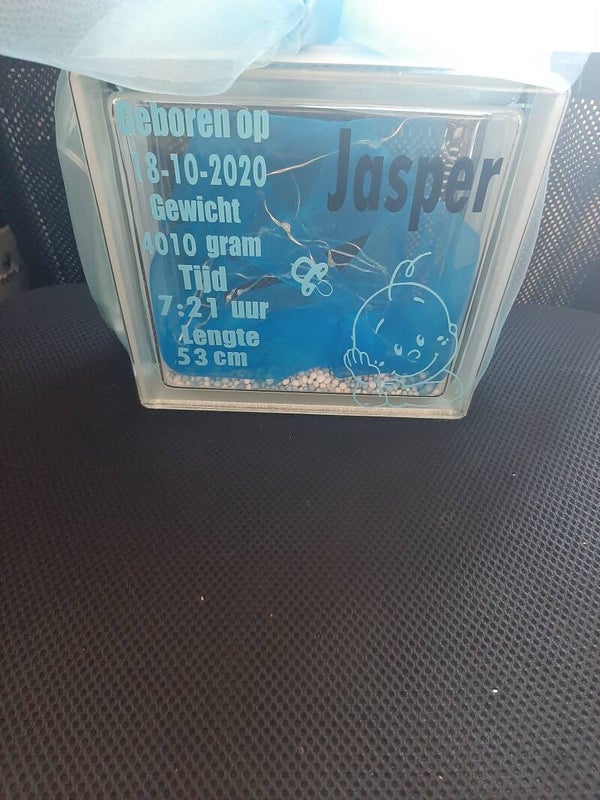 Geboren op
18-10-2020
Gewicht
4010 gram
Tijd
7:21 uur
Lengte
53 cm
Jasper